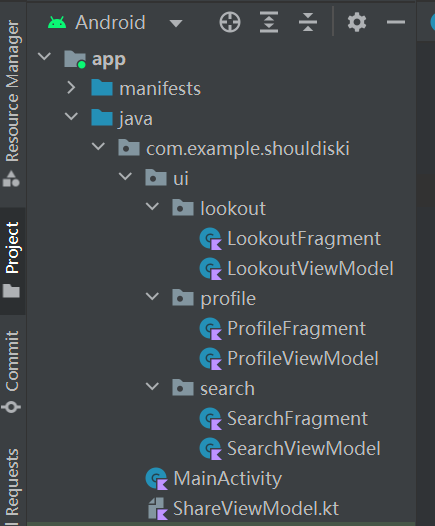 Android
app
manifests
java
com.example.shouldiski
ui
lookout
LookoutFragment
LookoutViewModel
profile
ProfileFragment
ProfileViewModel
search
SearchFragment
SearchViewModel
MainActivity
ShareViewModel.kt
Resource Manager
Project
Commit
l Requests